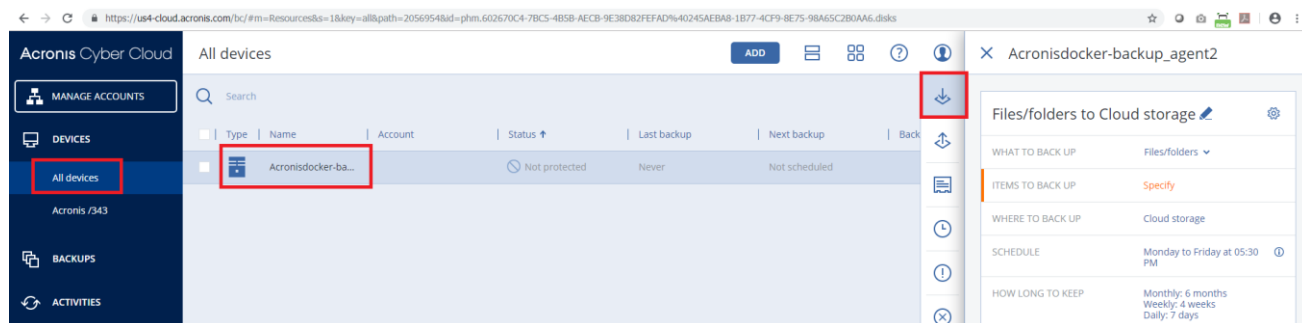 https://us4-cloud.acronis.com/bc/#m=Resources&s=1&key=all&path=2056954&id=phm.602670C4-7BC5-4B5B-AECB-9E38D82FEFAD%40245AEBA8-1B77-4CF9-8E75-98A65C2B0AA6.disks
Acronis Cyber Cloud
All devices
ADD
Acronisdocker-backup_agent2
MANAGE ACCOUNTS
Search
Files/folders to Cloud storage
DEVICES
Type Name Account Status Last backup Next backup Back
WHAT TO BACK UP Files/folders
All devices
Acronisdocker-ba... Not protected Never Not scheduled
ITEMS TO BACK UP Specify
Acronis /343
WHERE TO BACK UP Cloud storage
BACKUPS
SCHEDULE Monday to Friday at 05:30
PM
ACTIVITIES
HOW LONG TO KEEP Monthly: 6 months
Weekly: 4 weeks
Daily: 7 days